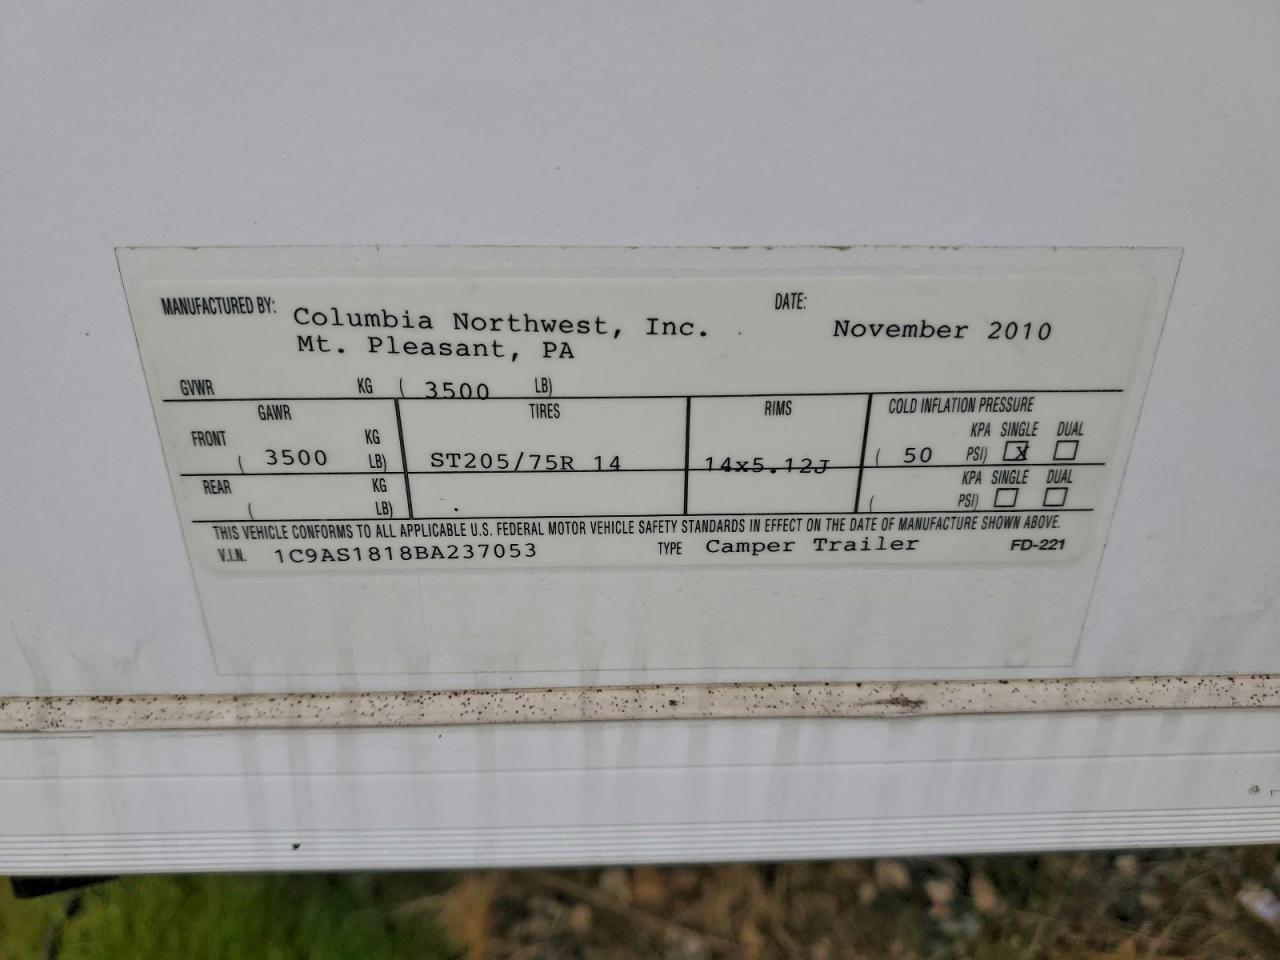 MANUFACTURED BY: Columbia Northwest, Inc. DATE: November 2010
Mt. Pleasant, PA
GVWR KG ( 3500 LB)
GAWR TIRES RIMS COLD INFLATION PRESSURE
FRONT KG KPA SINGLE DUAL
( 3500 LB) ST205/75R 14 14x5.12J ( 50 PSI) X
REAR KG KPA SINGLE DUAL
( LB) ( PSI)
THIS VEHICLE CONFORMS TO ALL APPLICABLE U.S. FEDERAL MOTOR VEHICLE SAFETY STANDARDS IN EFFECT ON THE DATE OF MANUFACTURE SHOWN ABOVE.
V.I.N. 1C9AS1818BA237053 TYPE Camper Trailer FD-221